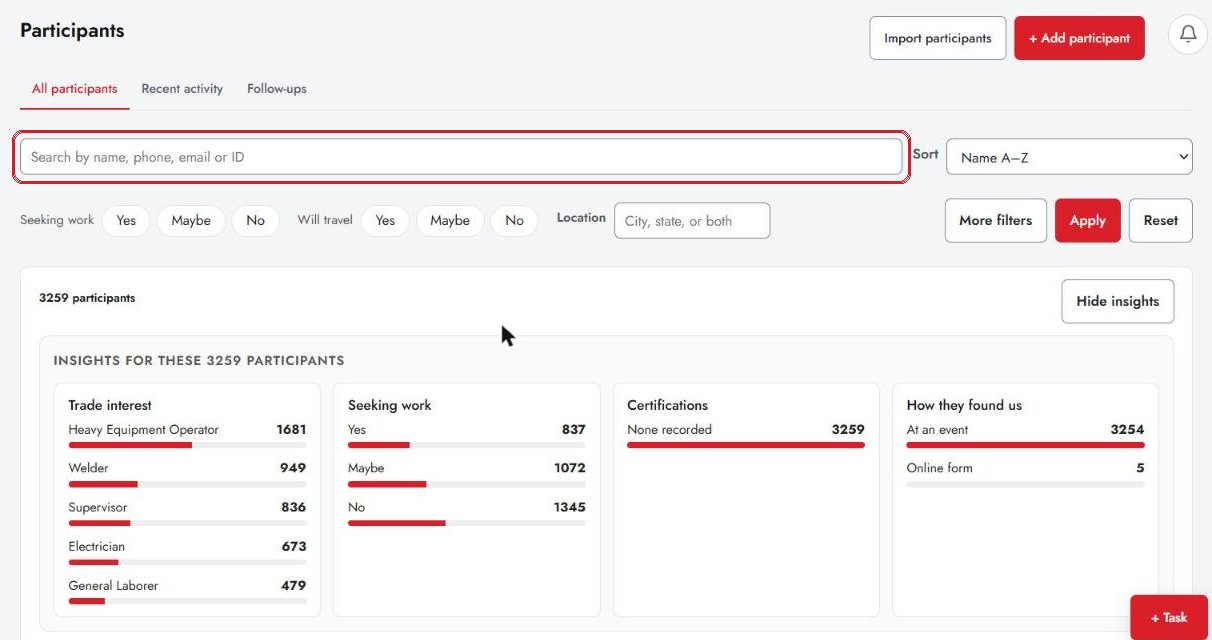 Participants
Import participants
+ Add participant
All participants
Recent activity
Follow-ups
Search by name, phone, email or ID
Sort
Name A–Z
Seeking work
Yes
Maybe
No
Will travel
Yes
Maybe
No
Location
City, state, or both
More filters
Apply
Reset
3259 participants
Hide insights
INSIGHTS FOR THESE 3259 PARTICIPANTS
Trade interest
Heavy Equipment Operator 1681
Welder 949
Supervisor 836
Electrician 673
General Laborer 479
Seeking work
Yes 837
Maybe 1072
No 1345
Certifications
None recorded 3259
How they found us
At an event 3254
Online form 5
+ Task